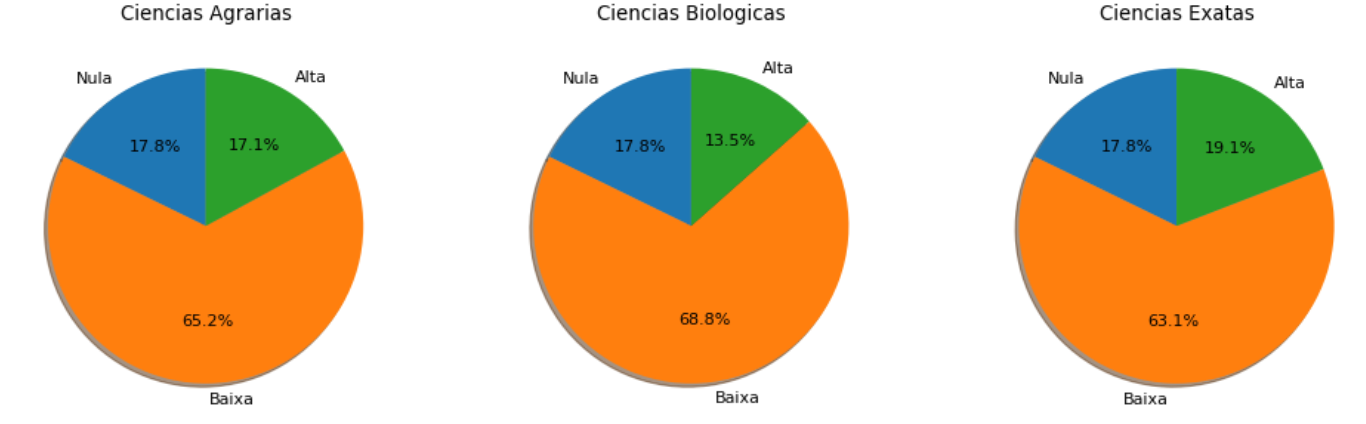 Ciencias Agrarias
Nula
Alta
17.8%
17.1%
65.2%
Baixa
Ciencias Biologicas
Nula
Alta
17.8%
13.5%
68.8%
Baixa
Ciencias Exatas
Nula
Alta
17.8%
19.1%
63.1%
Baixa